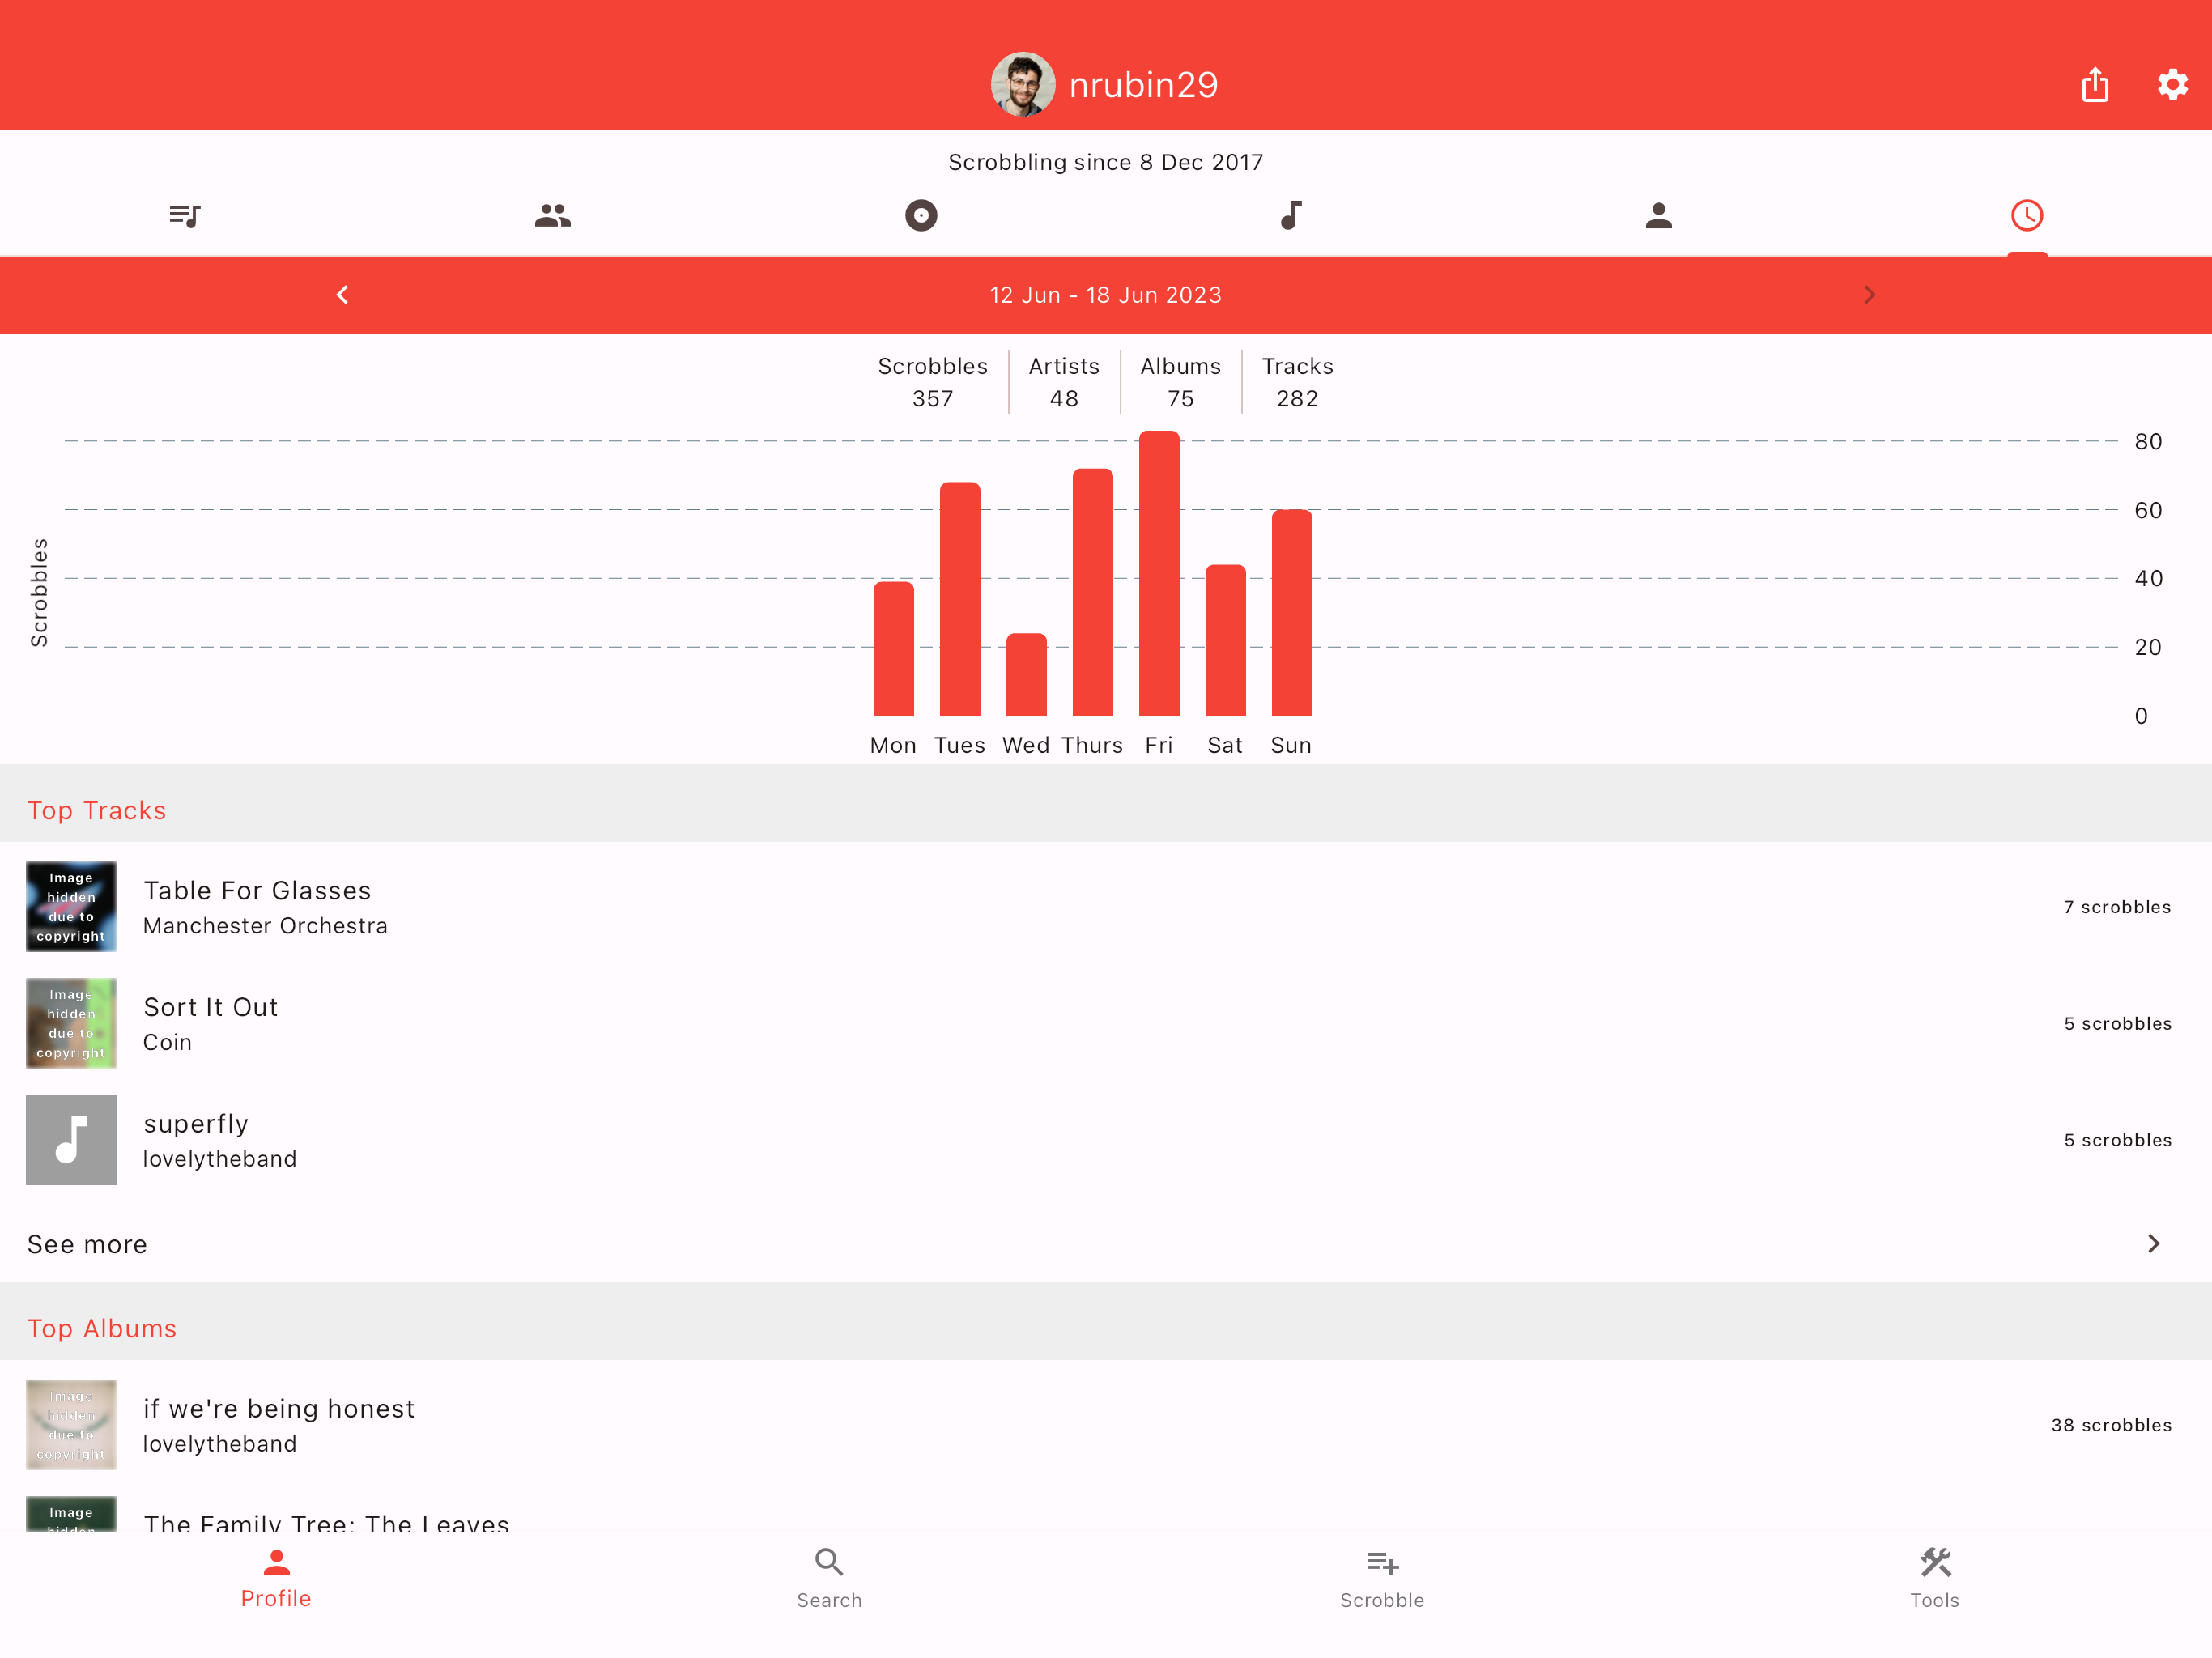 nrubin29
Scrobbling since 8 Dec 2017
12 Jun - 18 Jun 2023
Scrobbles Artists Albums Tracks
357 48 75 282
80
60
40
20
0
Scrobbles
Mon Tues Wed Thurs Fri Sat Sun
Top Tracks
Image
hidden
due to
copyright
Table For Glasses
Manchester Orchestra
7 scrobbles
Image
hidden
due to
copyright
Sort It Out
Coin
5 scrobbles
superfly
lovelytheband
5 scrobbles
See more
Top Albums
Image
hidden
due to
copyright
if we're being honest
lovelytheband
38 scrobbles
Image
hidden
The Family Tree: The Leaves
Profile Search Scrobble Tools